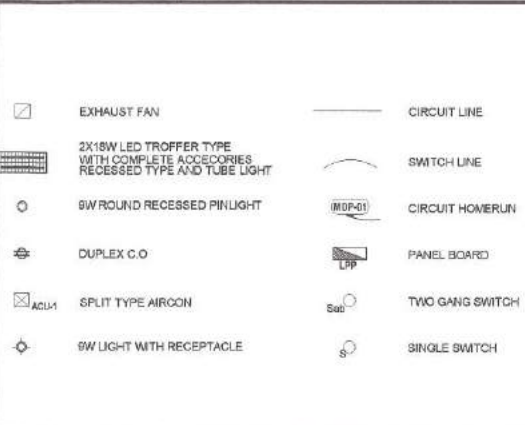 EXHAUST FAN
2X18W LED TROFFER TYPE
WITH COMPLETE ACCECORIES
RECESSED TYPE AND TUBE LIGHT
9W ROUND RECESSED PINLIGHT
DUPLEX C.O
ACU-1 SPLIT TYPE AIRCON
9W LIGHT WITH RECEPTACLE
CIRCUIT LINE
SWITCH LINE
MDP-01 CIRCUIT HOMERUN
LPP PANEL BOARD
Sab TWO GANG SWITCH
S SINGLE SWITCH